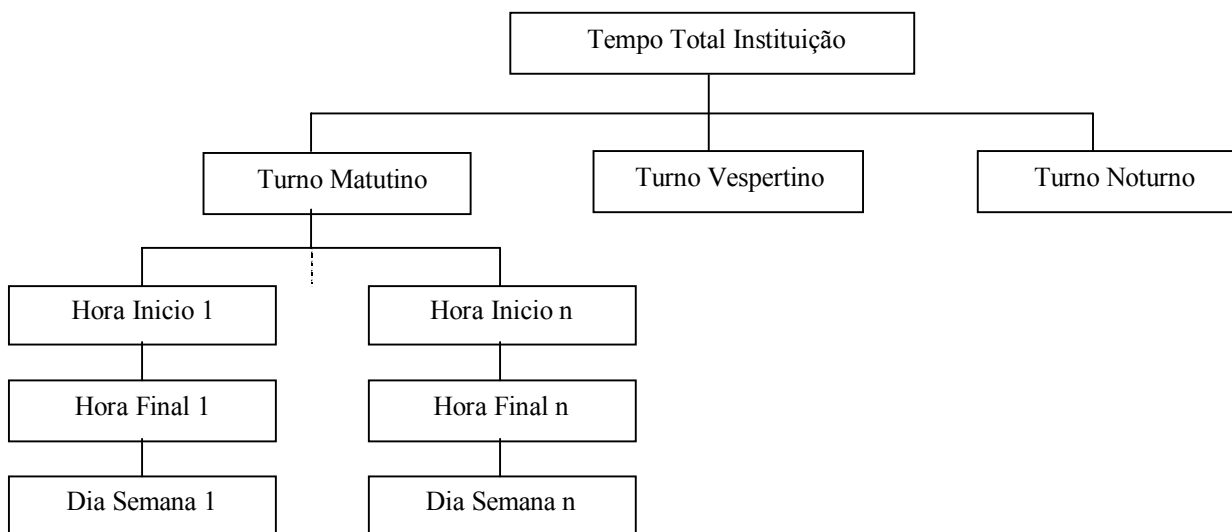 Tempo Total Instituição
Turno Matutino
Turno Vespertino
Turno Noturno
Hora Inicio 1
Hora Inicio n
Hora Final 1
Hora Final n
Dia Semana 1
Dia Semana n